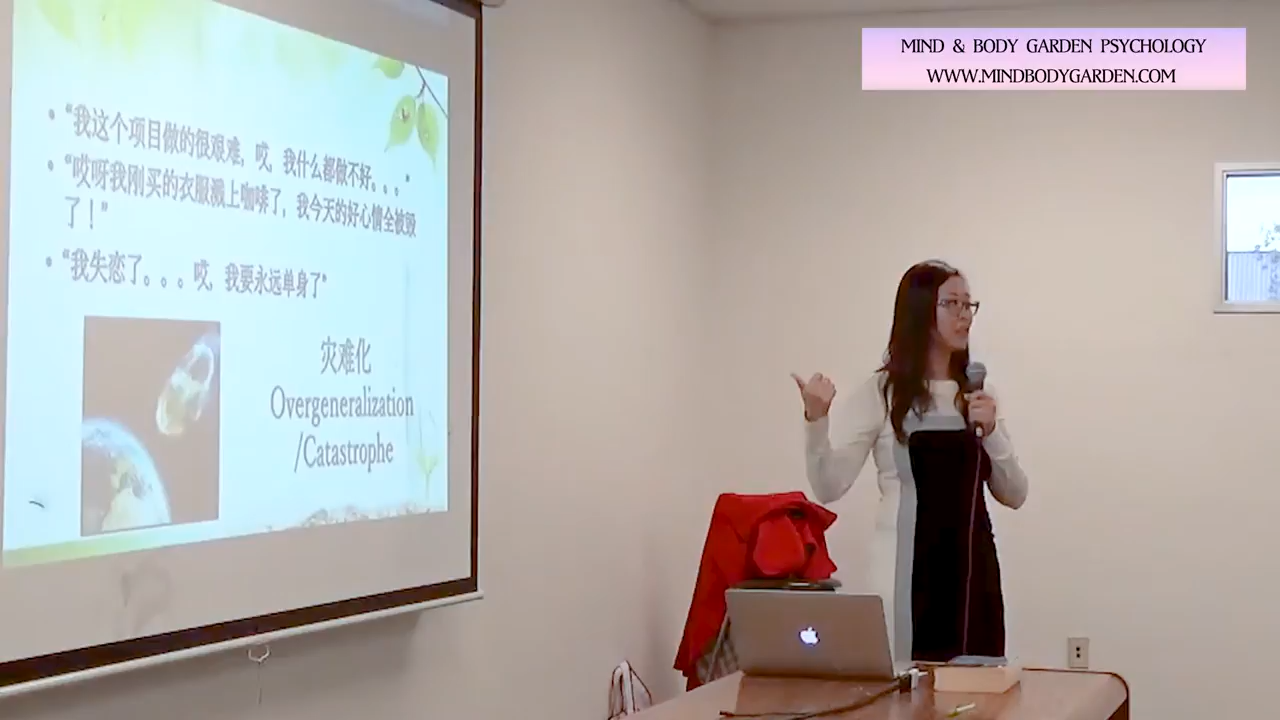 MIND & BODY GARDEN PSYCHOLOGY
WWW.MINDBODYGARDEN.COM
• “我这个项目做的很艰难，哎，我什么都做不好。。。”
• “哎呀我刚买的衣服溅上咖啡了，我今天的好心情全被毁
了！”
• “我失恋了。。。哎，我要永远单身了”
灾难化
Overgeneralization
/Catastrophe